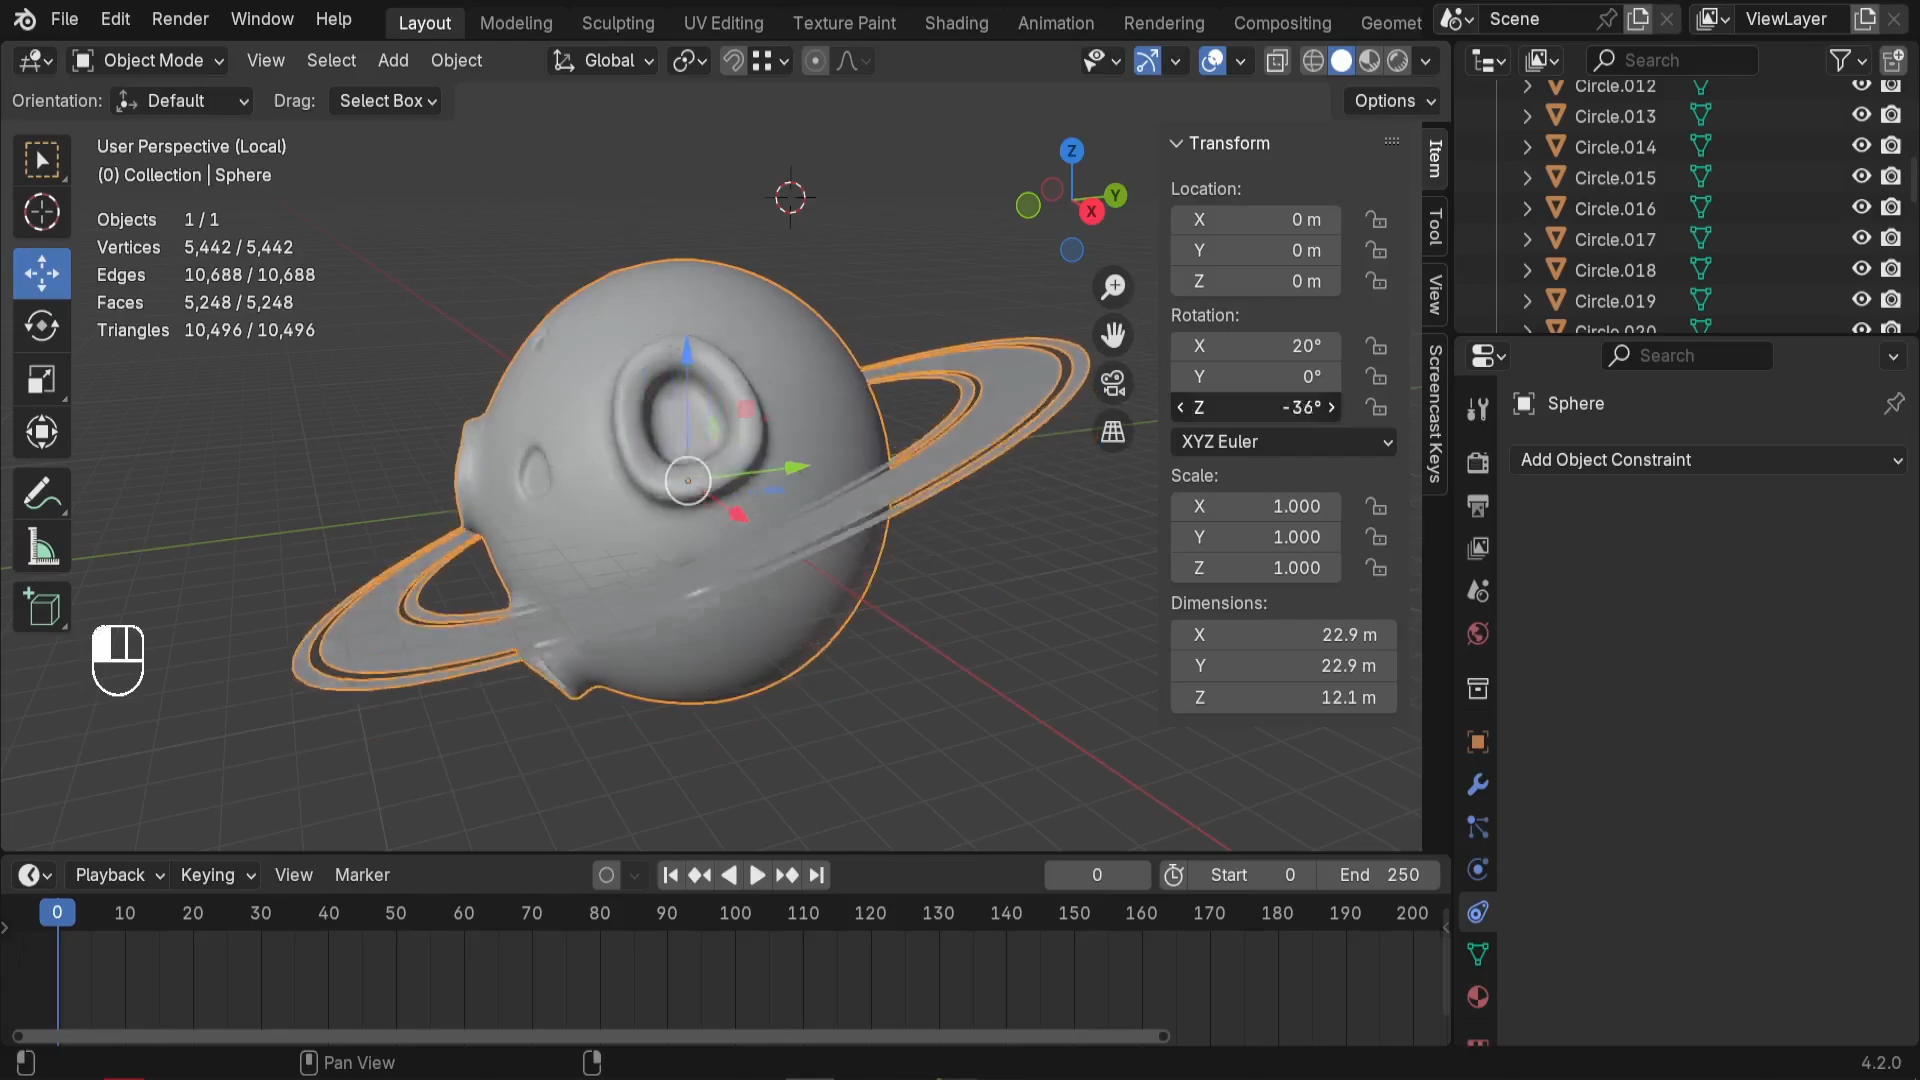 File Edit Render Window Help Layout Modeling Sculpting UV Editing Texture Paint Shading Animation Rendering Compositing Geomet Scene ViewLayer
Object Mode View Select Add Object Global Search
Orientation: Default Drag: Select Box Options
User Perspective (Local)
(0) Collection | Sphere
Objects 1 / 1
Vertices 5,442 / 5,442
Edges 10,688 / 10,688
Faces 5,248 / 5,248
Triangles 10,496 / 10,496
Z
Y
X
Transform
Location:
X 0 m
Y 0 m
Z 0 m
Rotation:
X 20°
Y 0°
Z -36°
XYZ Euler
Scale:
X 1.000
Y 1.000
Z 1.000
Dimensions:
X 22.9 m
Y 22.9 m
Z 12.1 m
Item
Tool
View
Screencast Keys
Circle.012
Circle.013
Circle.014
Circle.015
Circle.016
Circle.017
Circle.018
Circle.019
Circle.020
Search
Sphere
Add Object Constraint
Playback Keying View Marker 0 Start 0 End 250
0 10 20 30 40 50 60 70 80 90 100 110 120 130 140 150 160 170 180 190 200
Pan View 4.2.0